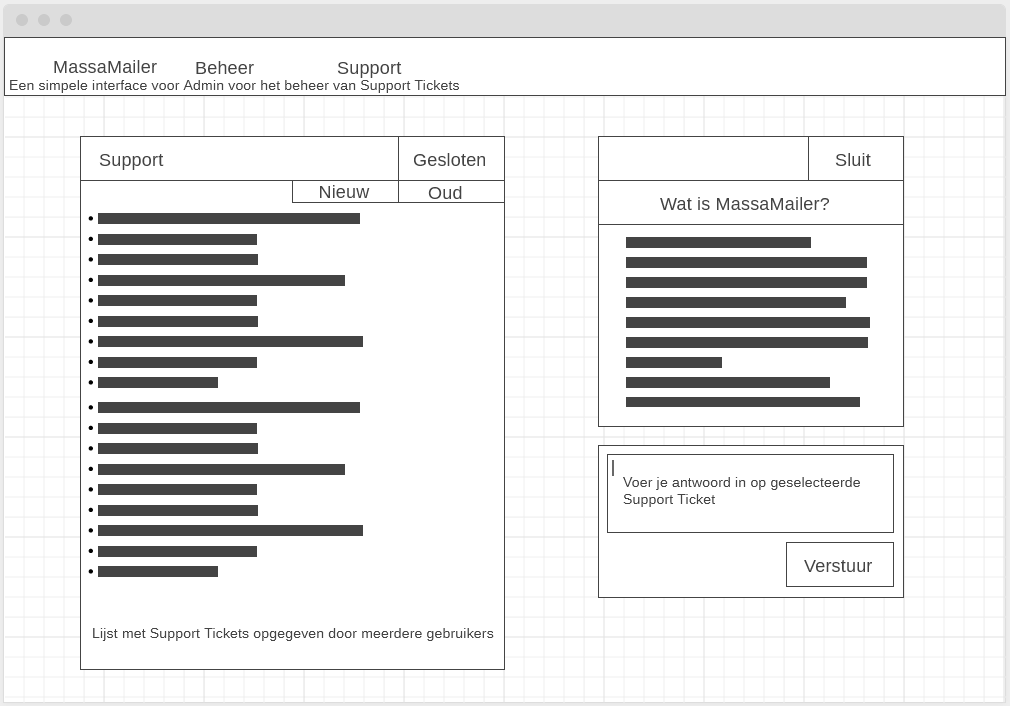 MassaMailer Beheer Support
Een simpele interface voor Admin voor het beheer van Support Tickets
Support Gesloten
Nieuw Oud
Lijst met Support Tickets opgegeven door meerdere gebruikers
Sluit
Wat is MassaMailer?
Voer je antwoord in op geselecteerde
Support Ticket
Verstuur